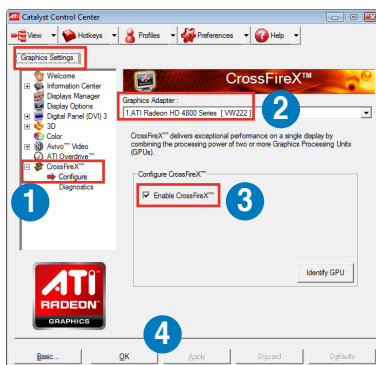 ATI Catalyst Control Center
View Hotkeys Profiles Preferences Help
Graphics Settings
Welcome
Information Center
Displays Manager
Display Options
Digital Panel (DVI) 3
3D
Color
Avivo™ Video
ATI Overdrive™
CrossFireX™
Configure
Diagnostics
1
CrossFireX™
Graphics Adapter :
1.ATI Radeon HD 4800 Series [ VW222 ]
2
CrossFireX™ delivers exceptional performance on a single display by
combining the processing power of two or more Graphics Processing Units
(GPUs).
Configure CrossFireX™
Enable CrossFireX™
3
Identify GPU
ATI
RADEON
GRAPHICS
4
Basic... OK Apply Discard Defaults